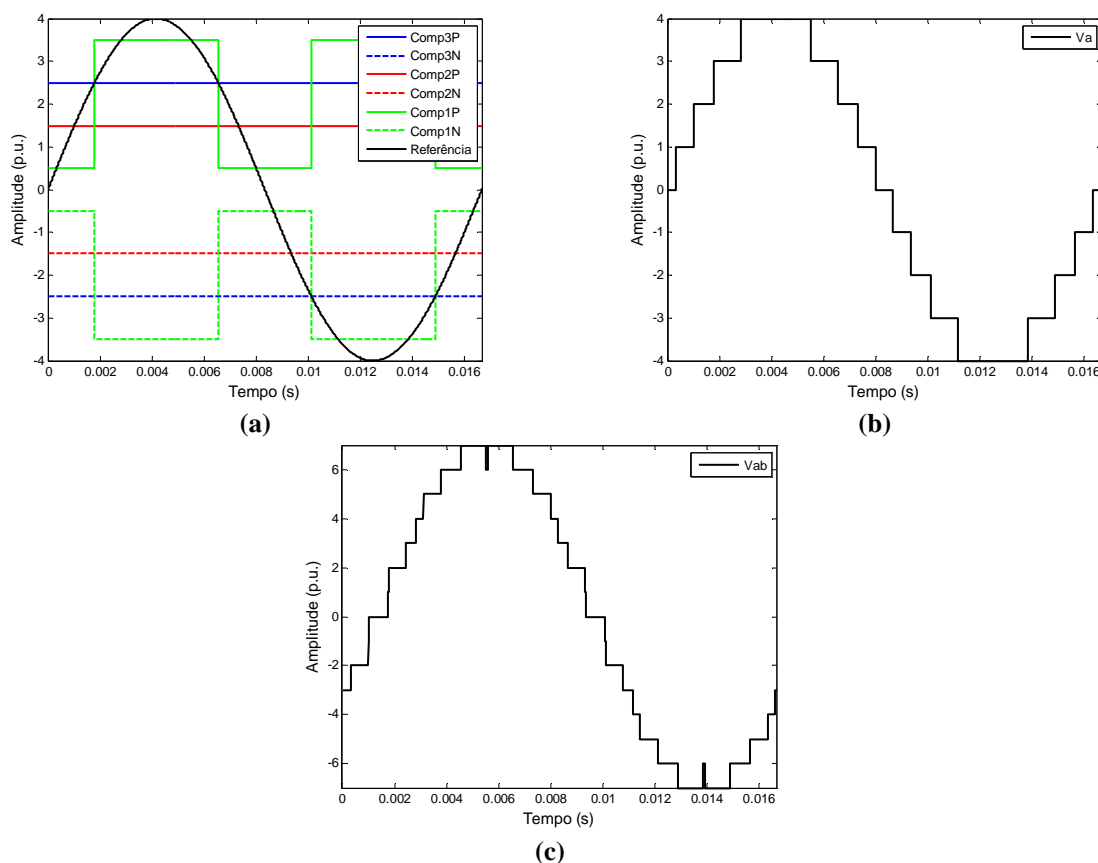 Amplitude (p.u.)
4
3
2
1
0
-1
-2
-3
-4
0 0.002 0.004 0.006 0.008 0.01 0.012 0.014 0.016
Tempo (s)
Comp3P
Comp3N
Comp2P
Comp2N
Comp1P
Comp1N
Referência
(a)
Amplitude (p.u.)
4
3
2
1
0
-1
-2
-3
-4
0 0.002 0.004 0.006 0.008 0.01 0.012 0.014 0.016
Tempo (s)
Va
(b)
Amplitude (p.u.)
6
4
2
0
-2
-4
-6
0 0.002 0.004 0.006 0.008 0.01 0.012 0.014 0.016
Tempo (s)
Vab
(c)